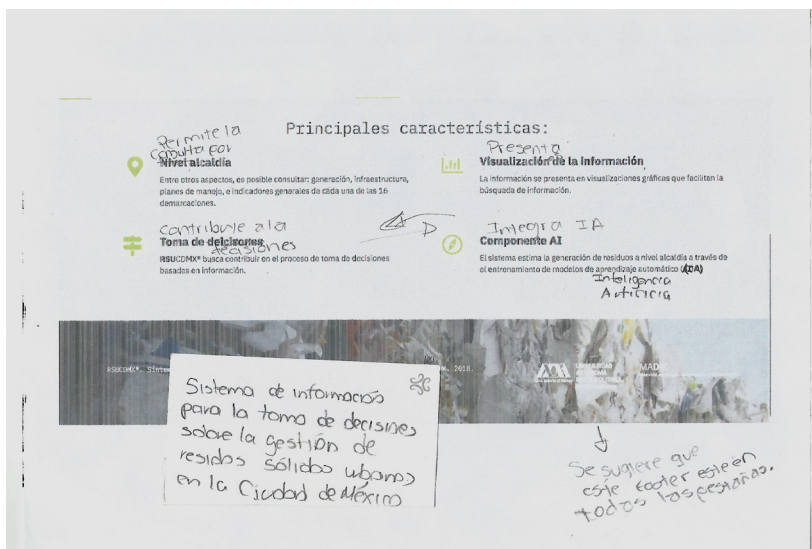 Principales características:
Permite la
consulta por
Nivel alcaldía
Entre otros aspectos, es posible consultar: generación, infraestructura,
planes de manejo, e indicadores generales de cada una de las 16
demarcaciones.
Presenta
Visualización de la información
La información se presenta en visualizaciones gráficas que facilitan la
búsqueda de información.
Contribuye a la
Toma de deicisones
decisiones
RSUCDMX® busca contribuir en el proceso de toma de decisiones
basadas en información.
Integra IA
Componente AI
El sistema estima la generación de residuos a nivel alcaldía a través de
el entrenamiento de modelos de aprendizaje automático
Inteligencia
RSUCDMX®.
2018.
Sistema de información
para la toma de decisines
sobre la gestión de
residos sólidos urbanos
en la Ciudad de México
Se sugiere que
este footer este en
todas las pestañas.